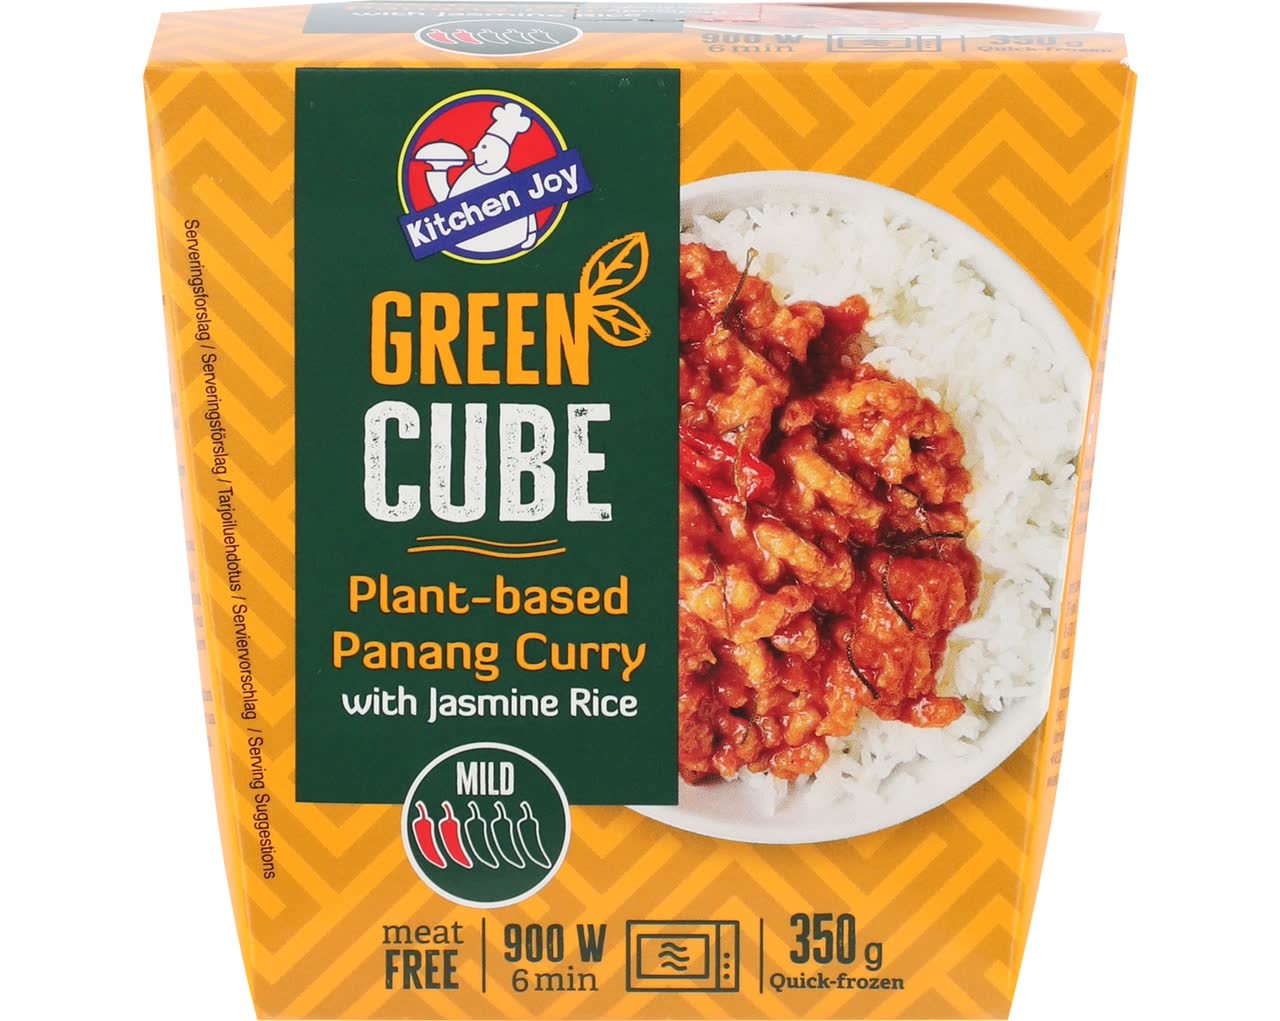 with Jasmine
900 W
6 min
350 g
Quick-frozen
Kitchen Joy
GREEN
CUBE
Plant-based
Panang Curry
with Jasmine Rice
MILD
Serveringsforslag / Serveringsförslag / Tarjoiluehdotus / Serviervorschlag / Serving Suggestions
meat
FREE
900 W
6 min
350 g
Quick-frozen